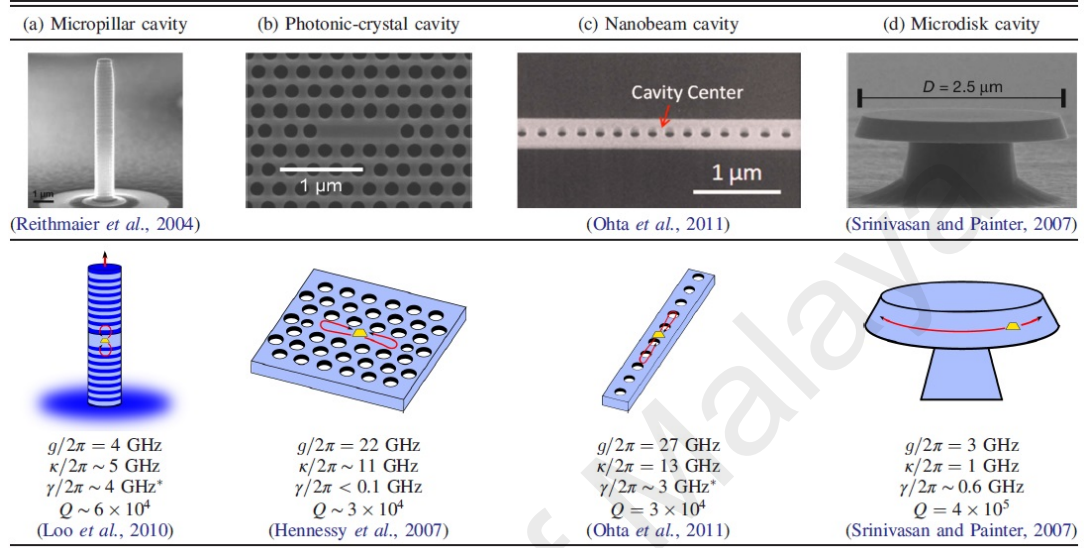 (a) Micropillar cavity (b) Photonic-crystal cavity (c) Nanobeam cavity (d) Microdisk cavity
1 μm
1 μm
Cavity Center
1 μm
D = 2.5 μm
(Reithmaier et al., 2004) (Ohta et al., 2011) (Srinivasan and Painter, 2007)
g/2π = 4 GHz
κ/2π ~ 5 GHz
γ/2π ~ 4 GHz*
Q ~ 6 × 10⁴
(Loo et al., 2010)
g/2π = 22 GHz
κ/2π ~ 11 GHz
γ/2π < 0.1 GHz
Q ~ 3 × 10⁴
(Hennessy et al., 2007)
g/2π = 27 GHz
κ/2π = 13 GHz
γ/2π ~ 3 GHz*
Q = 3 × 10⁴
(Ohta et al., 2011)
g/2π = 3 GHz
κ/2π = 1 GHz
γ/2π ~ 0.6 GHz
Q = 4 × 10⁵
(Srinivasan and Painter, 2007)
of Malaya